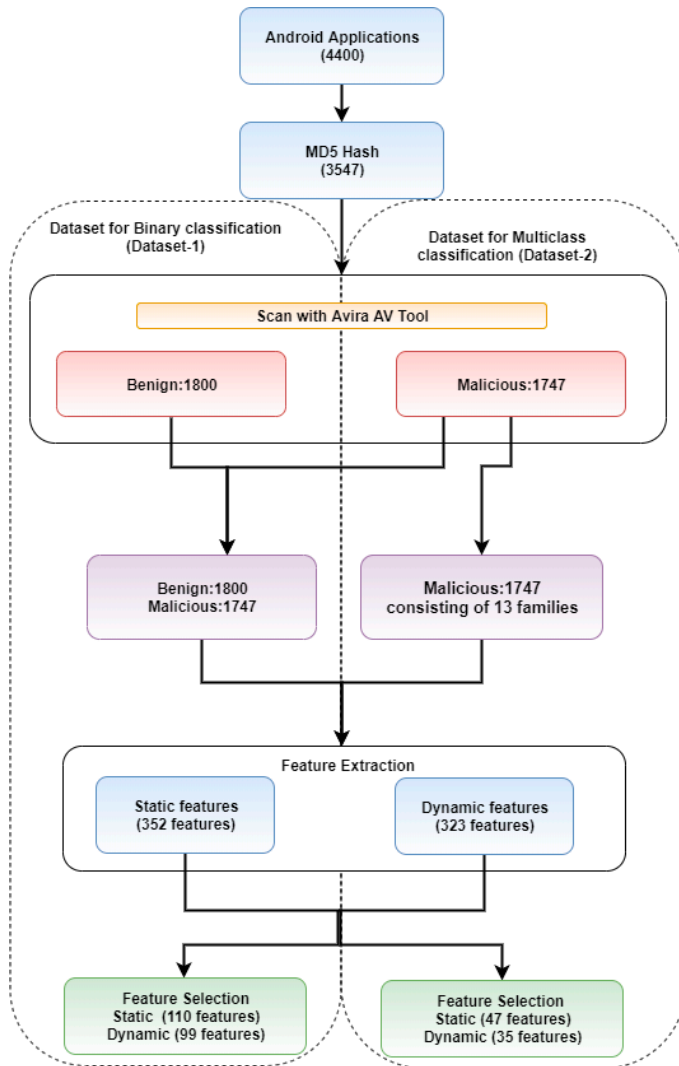 Android Applications
(4400)
MD5 Hash
(3547)
Dataset for Binary classification
(Dataset-1)
Dataset for Multiclass
classification (Dataset-2)
Scan with Avira AV Tool
Benign:1800
Malicious:1747
Benign:1800
Malicious:1747
Malicious:1747
consisting of 13 families
Feature Extraction
Static features
(352 features)
Dynamic features
(323 features)
Feature Selection
Static (110 features)
Dynamic (99 features)
Feature Selection
Static (47 features)
Dynamic (35 features)